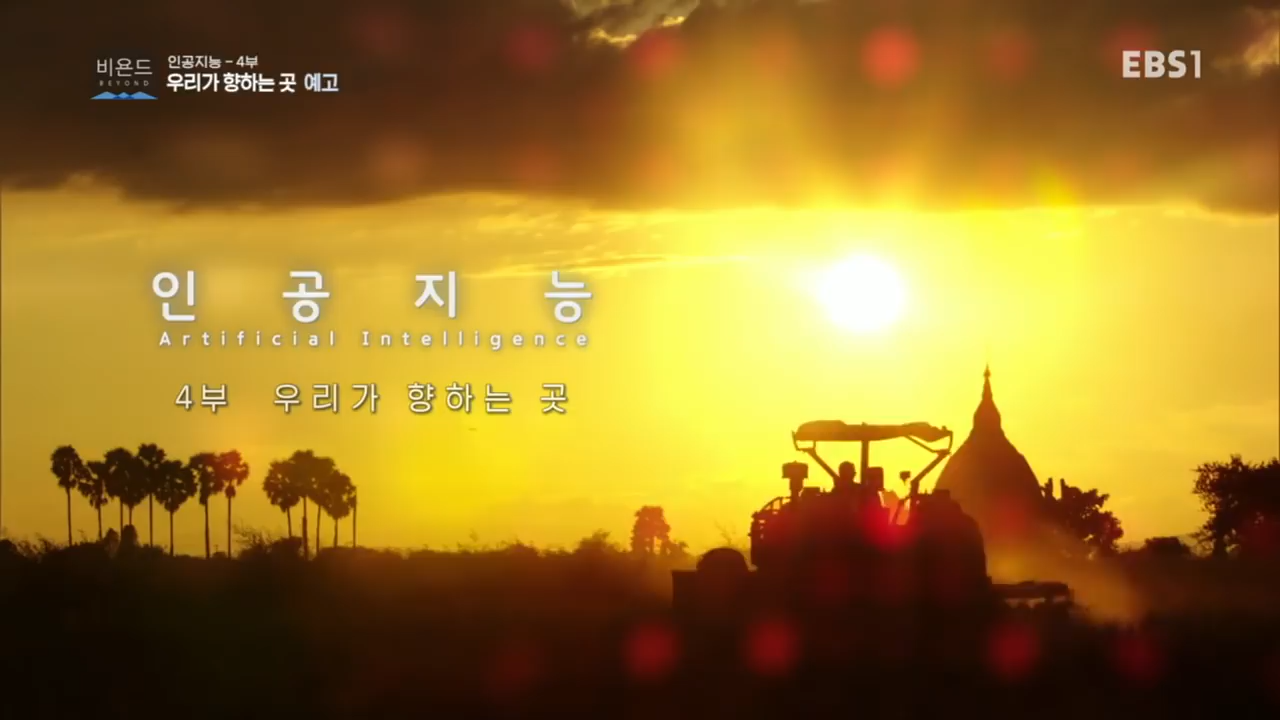 비욘드
BEYOND
인공지능 - 4부
우리가 향하는 곳 예고
EBS1
인공지능
Artificial Intelligence
4부 우리가 향하는 곳